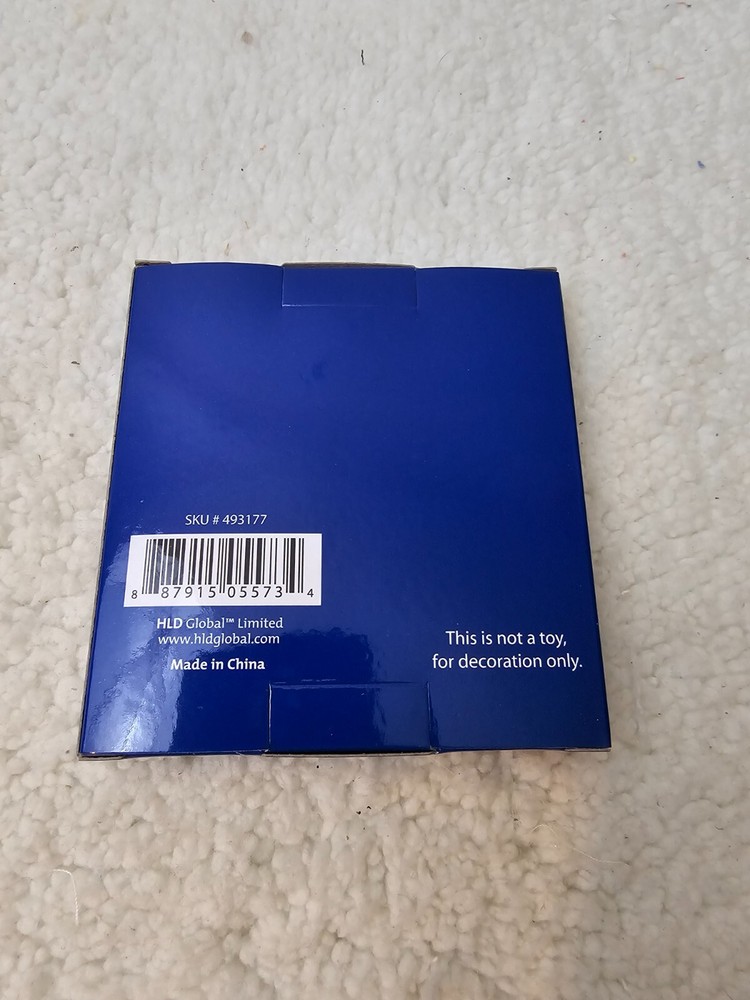 SKU # 493177
8 87915 05573 4
HLD Global™ Limited
www.hldglobal.com
Made in China
This is not a toy,
for decoration only.